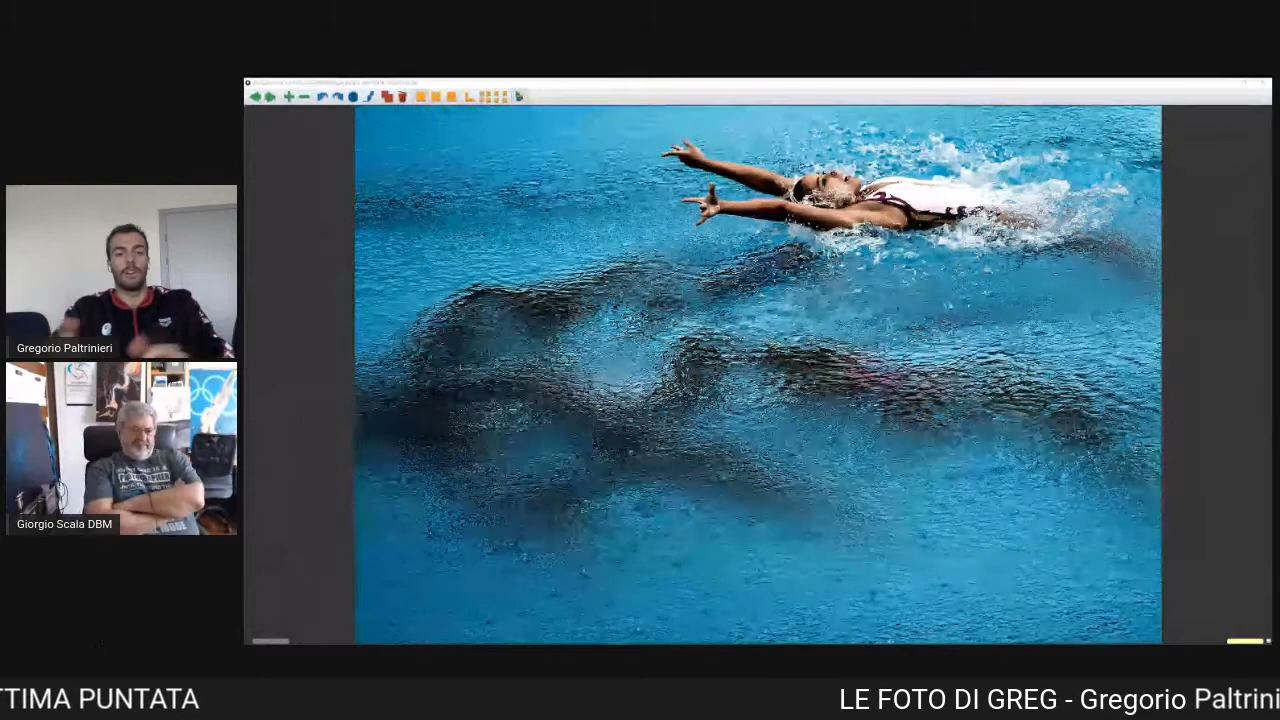 Gregorio Paltrinieri
Giorgio Scala DBM
TTIMA PUNTATA
LE FOTO DI GREG - Gregorio Paltrini